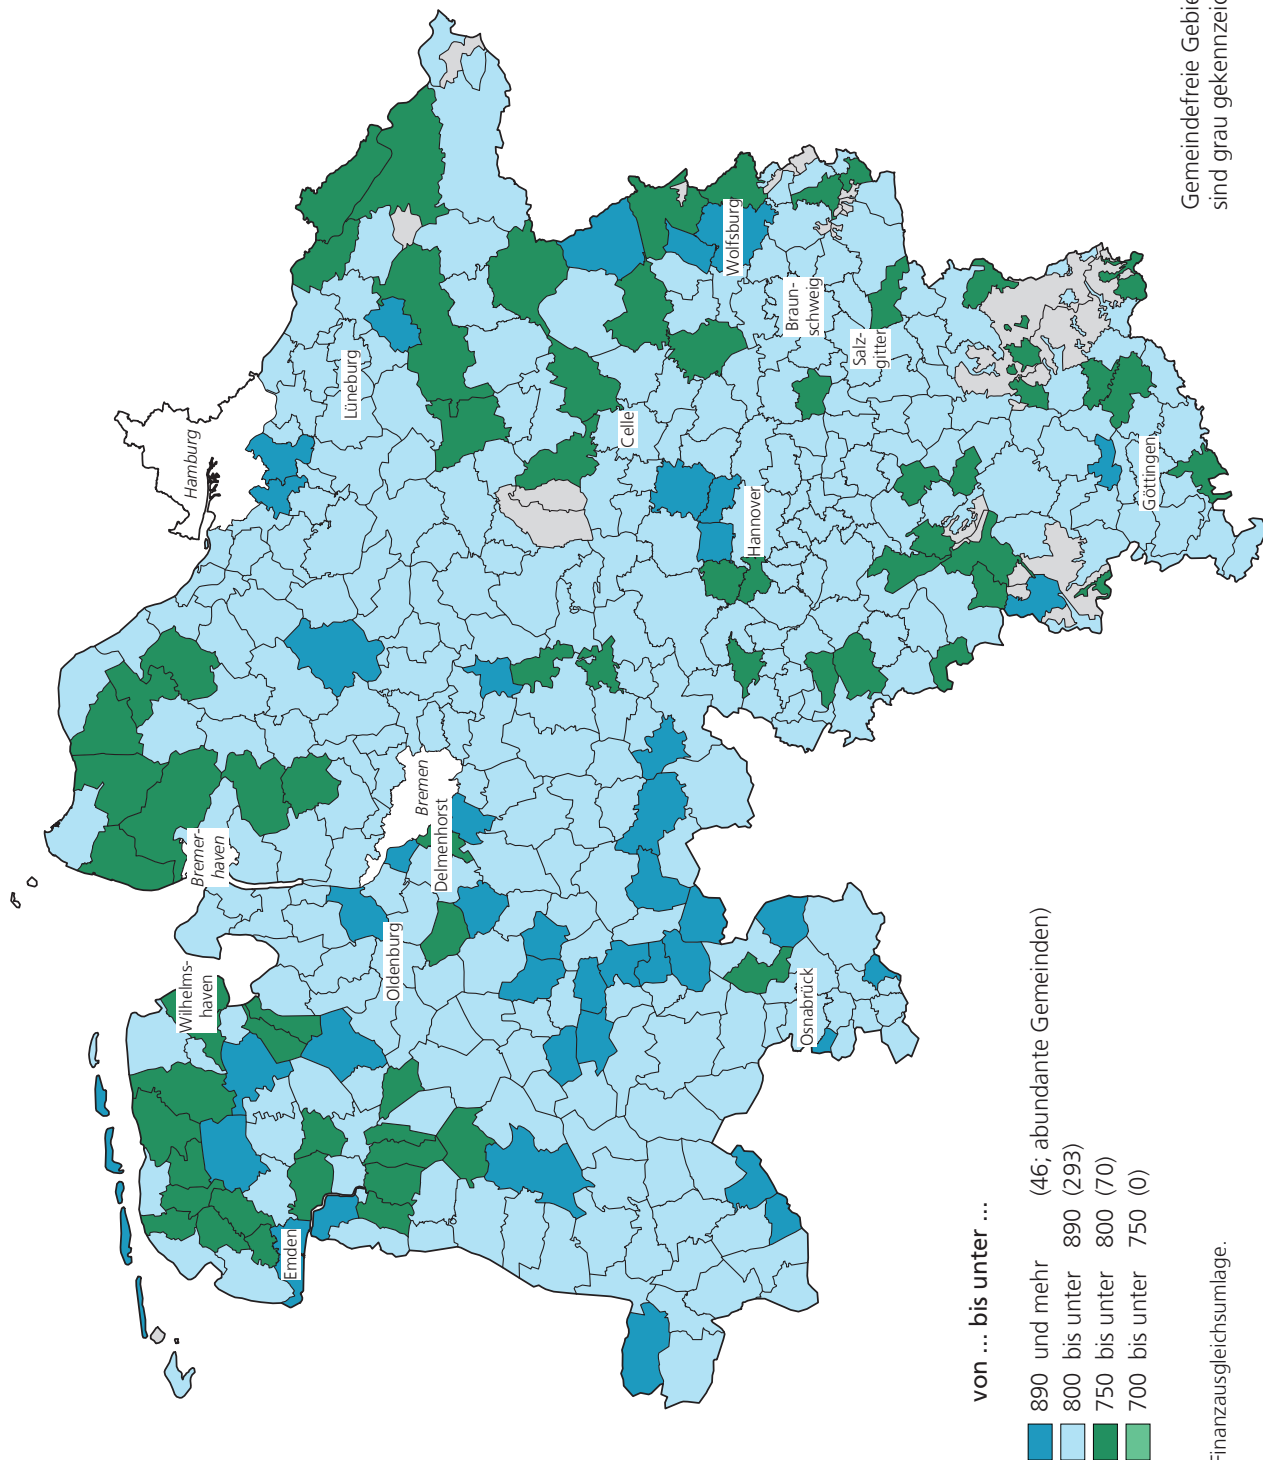 Hamburg
Lüneburg
Bremer-
haven
Wilhelms-
haven
Emden
Oldenburg
Bremen
Delmenhorst
Celle
Wolfsburg
Hannover
Braun-
schweig
Salz-
gitter
Osnabrück
Göttingen
von ... bis unter ...
890 und mehr (46; abundante Gemeinden)
800 bis unter 890 (293)
750 bis unter 800 (70)
700 bis unter 750 (0)
Gemeindefreie Gebie
sind grau gekennzeic
Finanzausgleichsumlage.